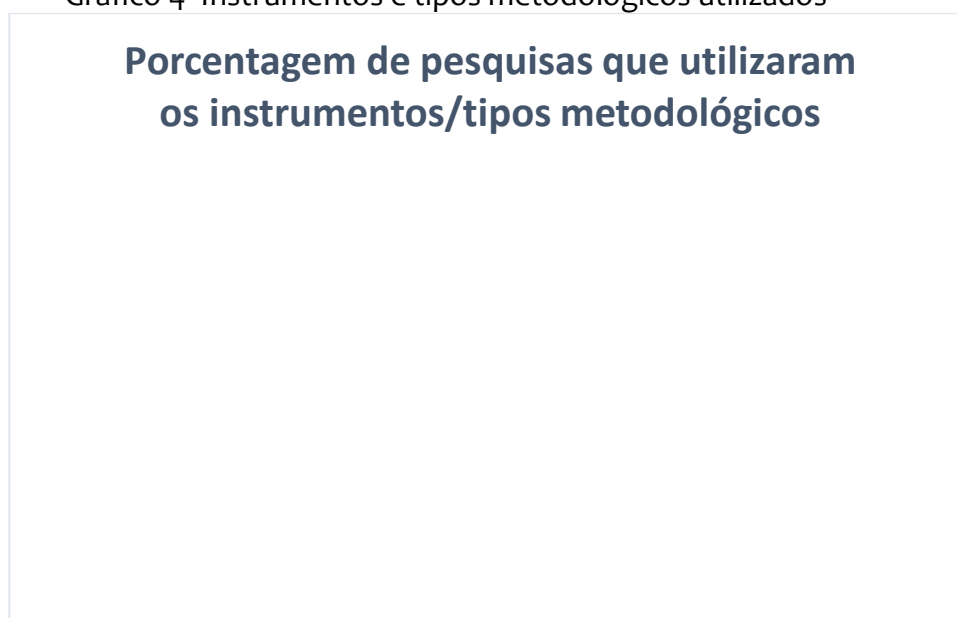 Gráfico 4- Instrumentos e tipos metodológicos utilizados
Porcentagem de pesquisas que utilizaram
os instrumentos/tipos metodológicos